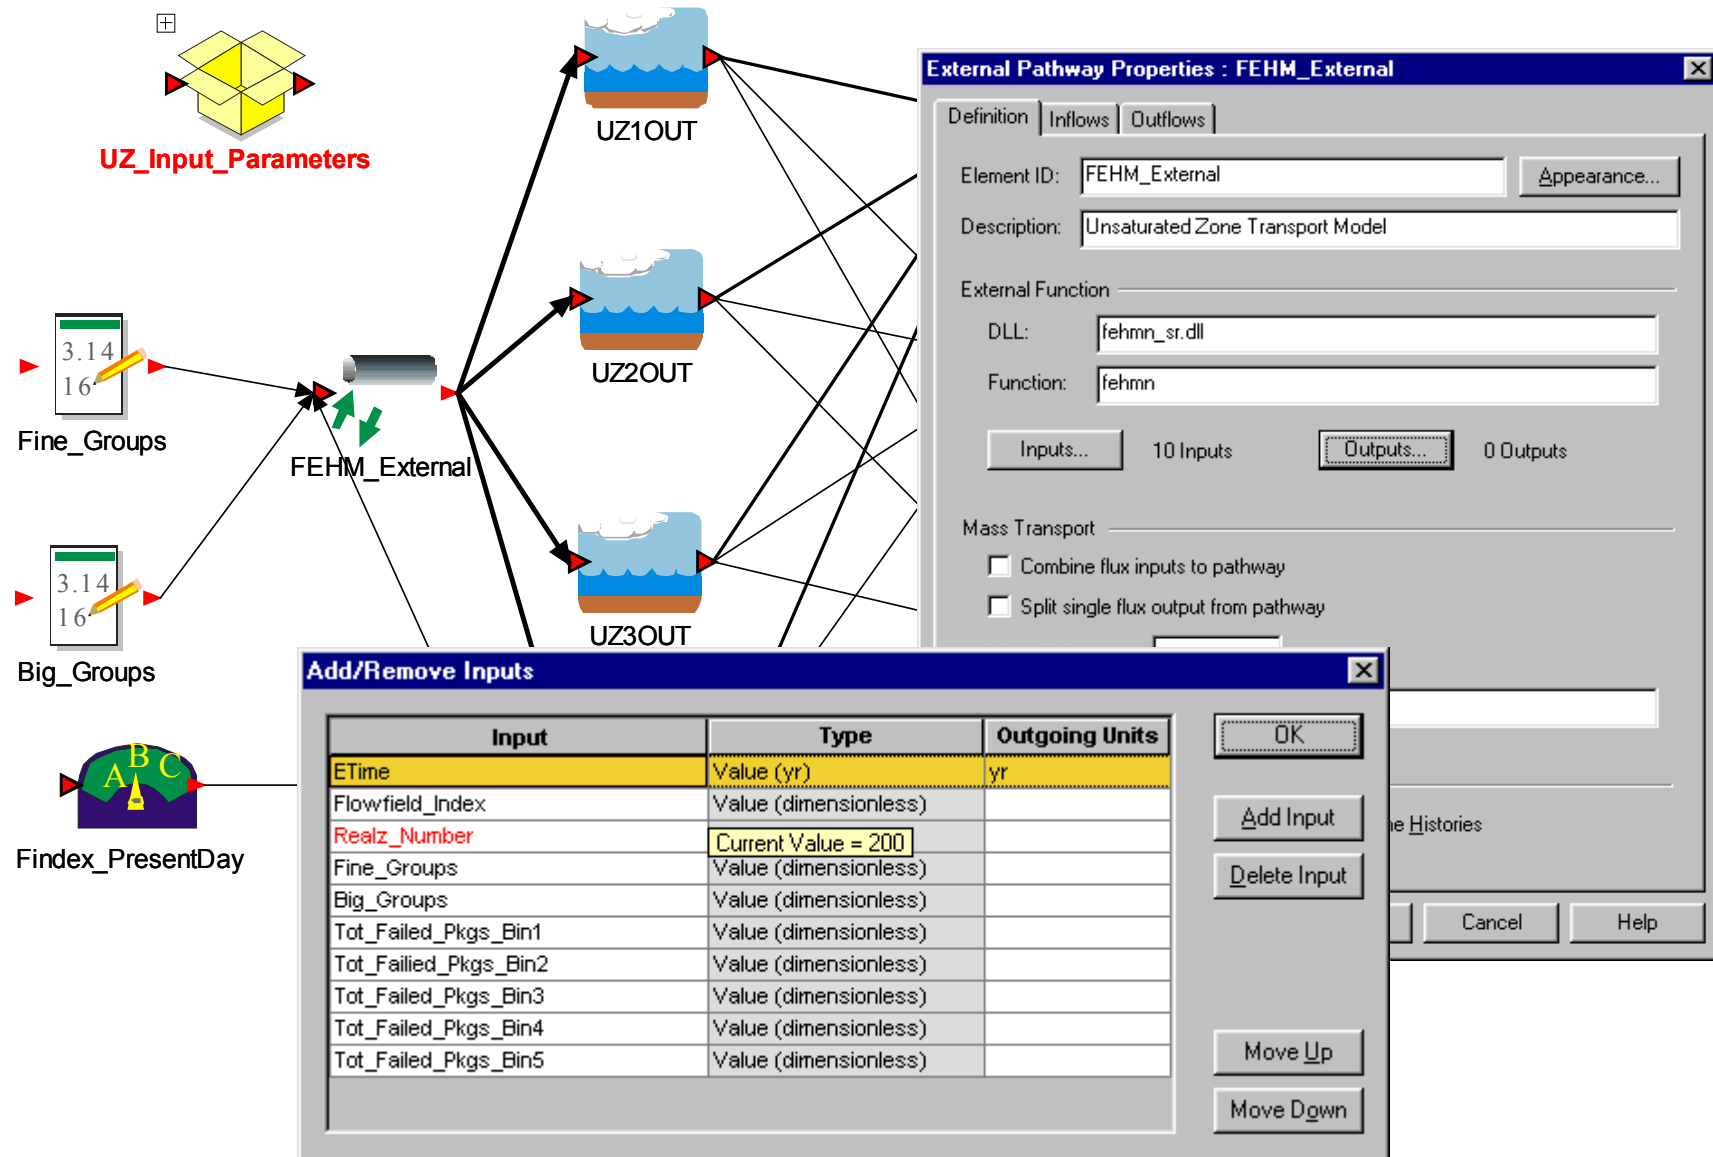 UZ_Input_Parameters
UZ1OUT
UZ2OUT
UZ3OUT
3.14
16
Fine_Groups
FEHM_External
3.14
16
Big_Groups
A B C
Findex_PresentDay
External Pathway Properties : FEHM_External
Definition Inflows Outflows
Element ID: FEHM_External Appearance...
Description: Unsaturated Zone Transport Model
External Function
DLL: fehmn_sr.dll
Function: fehmn
Inputs... 10 Inputs Outputs... 0 Outputs
Mass Transport
Combine flux inputs to pathway
Split single flux output from pathway
Histories
Cancel Help
Add/Remove Inputs
Input Type Outgoing Units
ETime Value (yr) yr
Flowfield_Index Value (dimensionless)
Realz_Number Current Value = 200
Fine_Groups Value (dimensionless)
Big_Groups Value (dimensionless)
Tot_Failed_Pkgs_Bin1 Value (dimensionless)
Tot_Failied_Pkgs_Bin2 Value (dimensionless)
Tot_Failed_Pkgs_Bin3 Value (dimensionless)
Tot_Failed_Pkgs_Bin4 Value (dimensionless)
Tot_Failed_Pkgs_Bin5 Value (dimensionless)
OK
Add Input
Delete Input
Move Up
Move Down